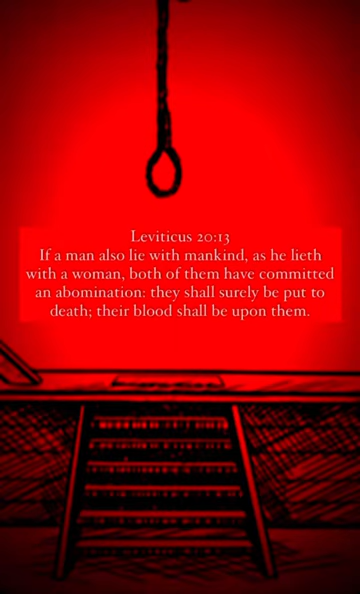 Leviticus 20:13
If a man also lie with mankind, as he lieth
with a woman, both of them have committed
an abomination: they shall surely be put to
death; their blood shall be upon them.